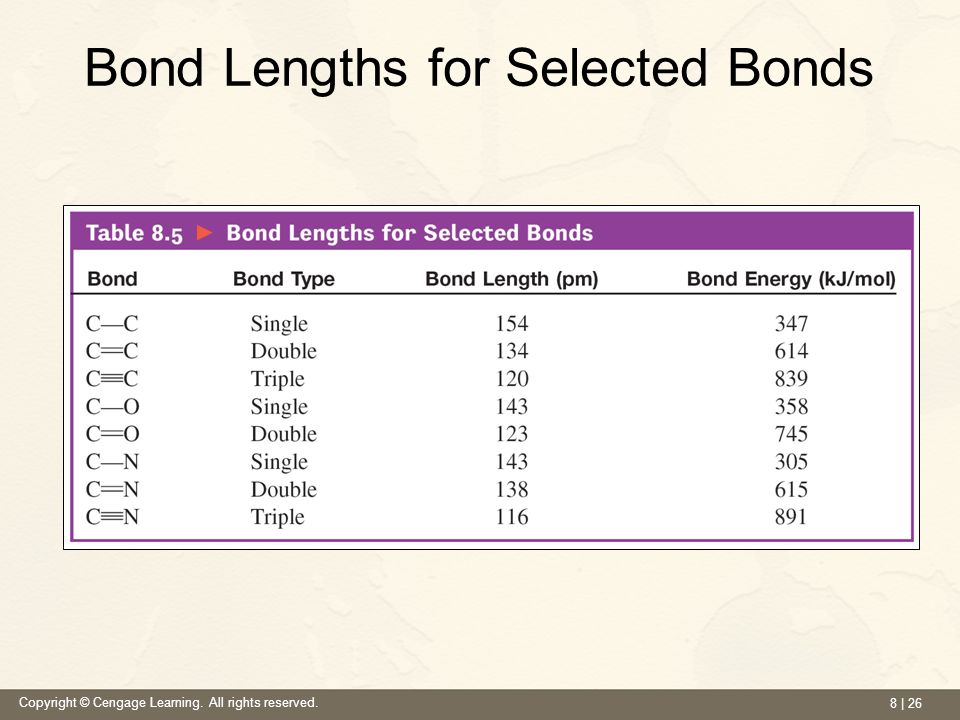 Bond Lengths for Selected Bonds
Table 8.5 ► Bond Lengths for Selected Bonds
Bond Bond Type Bond Length (pm) Bond Energy (kJ/mol)
C—C Single 154 347
C=C Double 134 614
C≡C Triple 120 839
C—O Single 143 358
C=O Double 123 745
C—N Single 143 305
C=N Double 138 615
C≡N Triple 116 891
Copyright © Cengage Learning. All rights reserved. 8 | 26